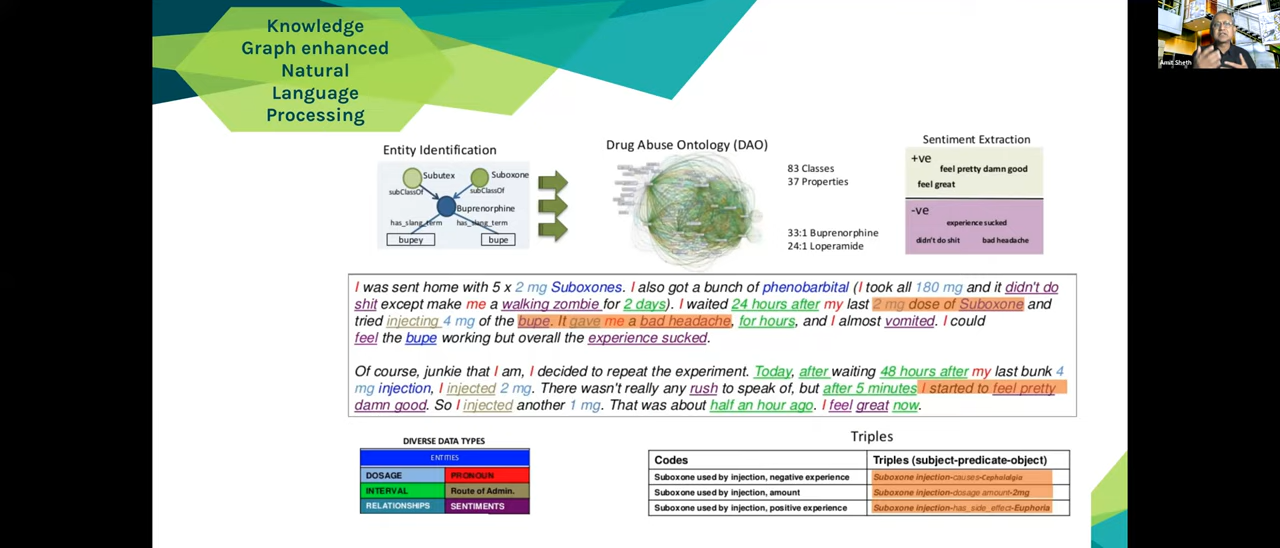 Knowledge
Graph enhanced
Natural
Language
Processing
Amit Sheth
Entity Identification
Subutex
Suboxone
subClassOf
subClassOf
Buprenorphine
has_slang_term
has_slang_term
bupey
bupe
Drug Abuse Ontology (DAO)
83 Classes
37 Properties
33:1 Buprenorphine
24:1 Loperamide
Sentiment Extraction
+ve
feel pretty damn good
feel great
-ve
experience sucked
didn't do shit
bad headache
I was sent home with 5 x 2 mg Suboxones. I also got a bunch of phenobarbital (I took all 180 mg and it didn't do
shit except make me a walking zombie for 2 days). I waited 24 hours after my last 2 mg dose of Suboxone and
tried injecting 4 mg of the bupe. It gave me a bad headache, for hours, and I almost vomited. I could
feel the bupe working but overall the experience sucked.
Of course, junkie that I am, I decided to repeat the experiment. Today, after waiting 48 hours after my last bunk 4
mg injection, I injected 2 mg. There wasn't really any rush to speak of, but after 5 minutes I started to feel pretty
damn good. So I injected another 1 mg. That was about half an hour ago. I feel great now.
DIVERSE DATA TYPES
ENTITIES
DOSAGE
PRONOUN
INTERVAL
Route of Admin.
RELATIONSHIPS
SENTIMENTS
Triples
Codes
Triples (subject-predicate-object)
Suboxone used by injection, negative experience
Suboxone injection-causes-Cephalalgia
Suboxone used by injection, amount
Suboxone injection-dosage amount-2mg
Suboxone used by injection, positive experience
Suboxone injection-has_side_effect-Euphoria